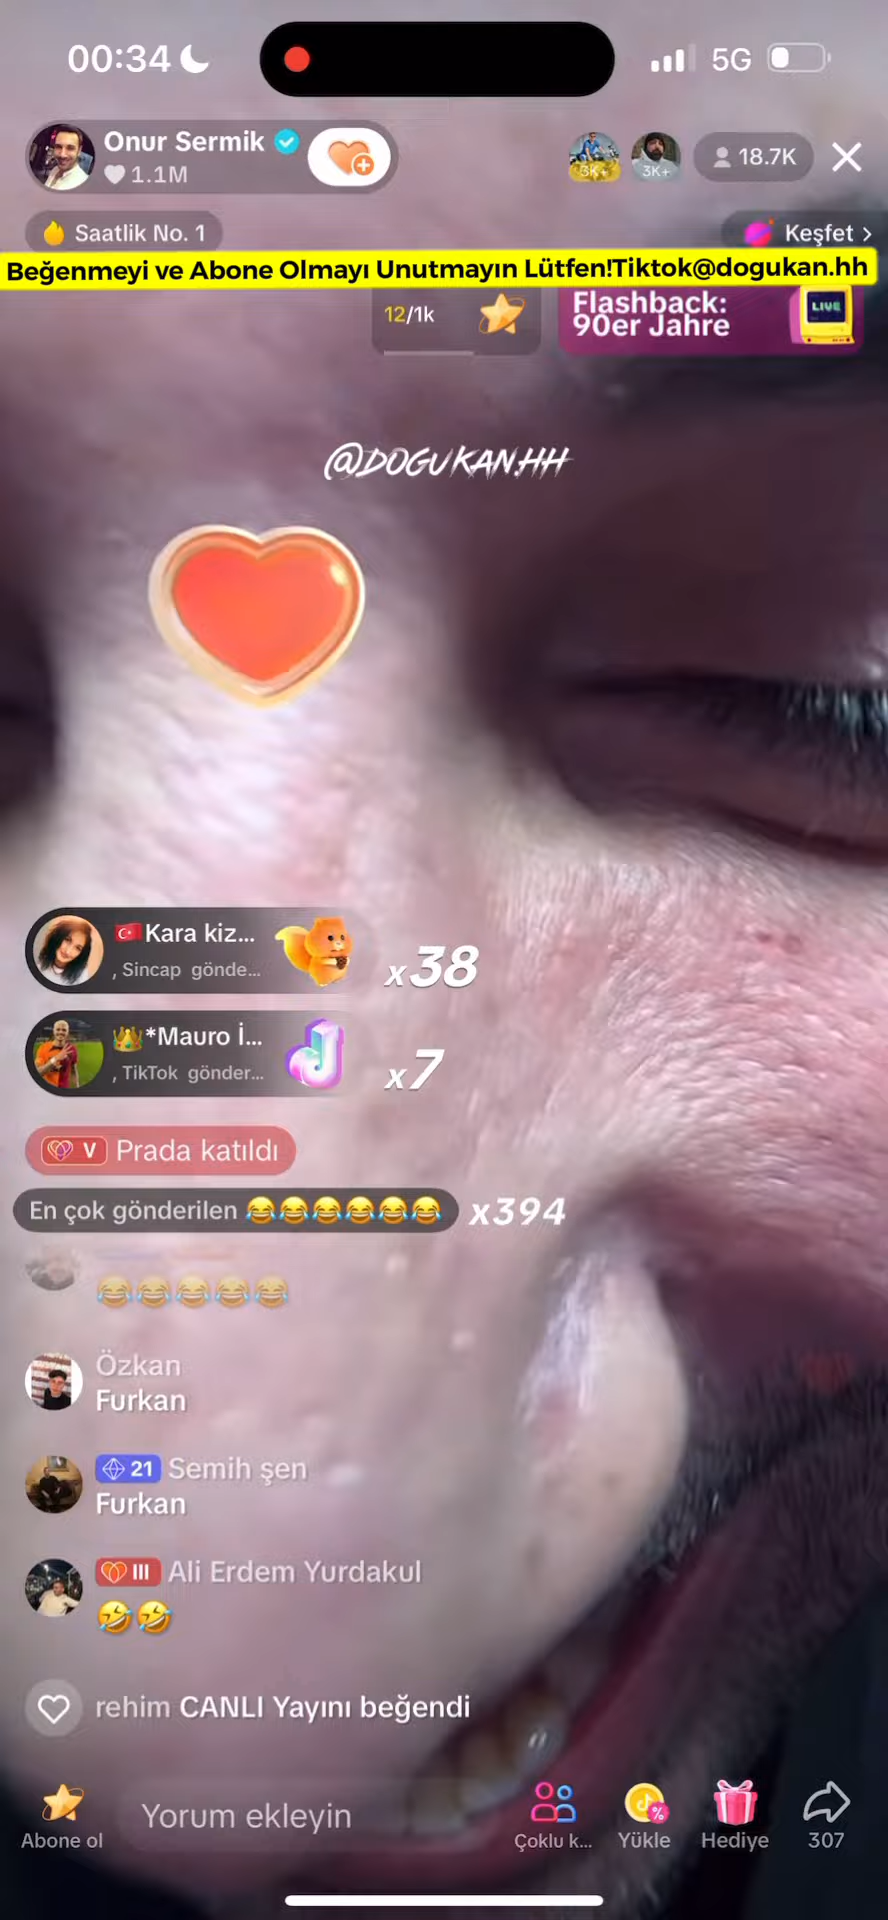 00:34
5G
Onur Sermik
1.1M
3K+
3K+
18.7K
Saatlik No. 1
Keşfet >
Beğenmeyi ve Abone Olmayı Unutmayın Lütfen!Tiktok@dogukan.hh
12/1k
Flashback:
90er Jahre
LIVE
@DOGUKAN.HH
Kara kiz...
, Sincap gönde...
x38
*Mauro İ...
, TikTok gönder...
x7
V Prada katıldı
En çok gönderilen 😂😂😂😂😂😂 x394
😂😂😂😂😂
Özkan
Furkan
21 Semih şen
Furkan
III Ali Erdem Yurdakul
🤣🤣
rehim CANLI Yayını beğendi
Yorum ekleyin
Abone ol
Çoklu k...
Yükle
Hediye
307